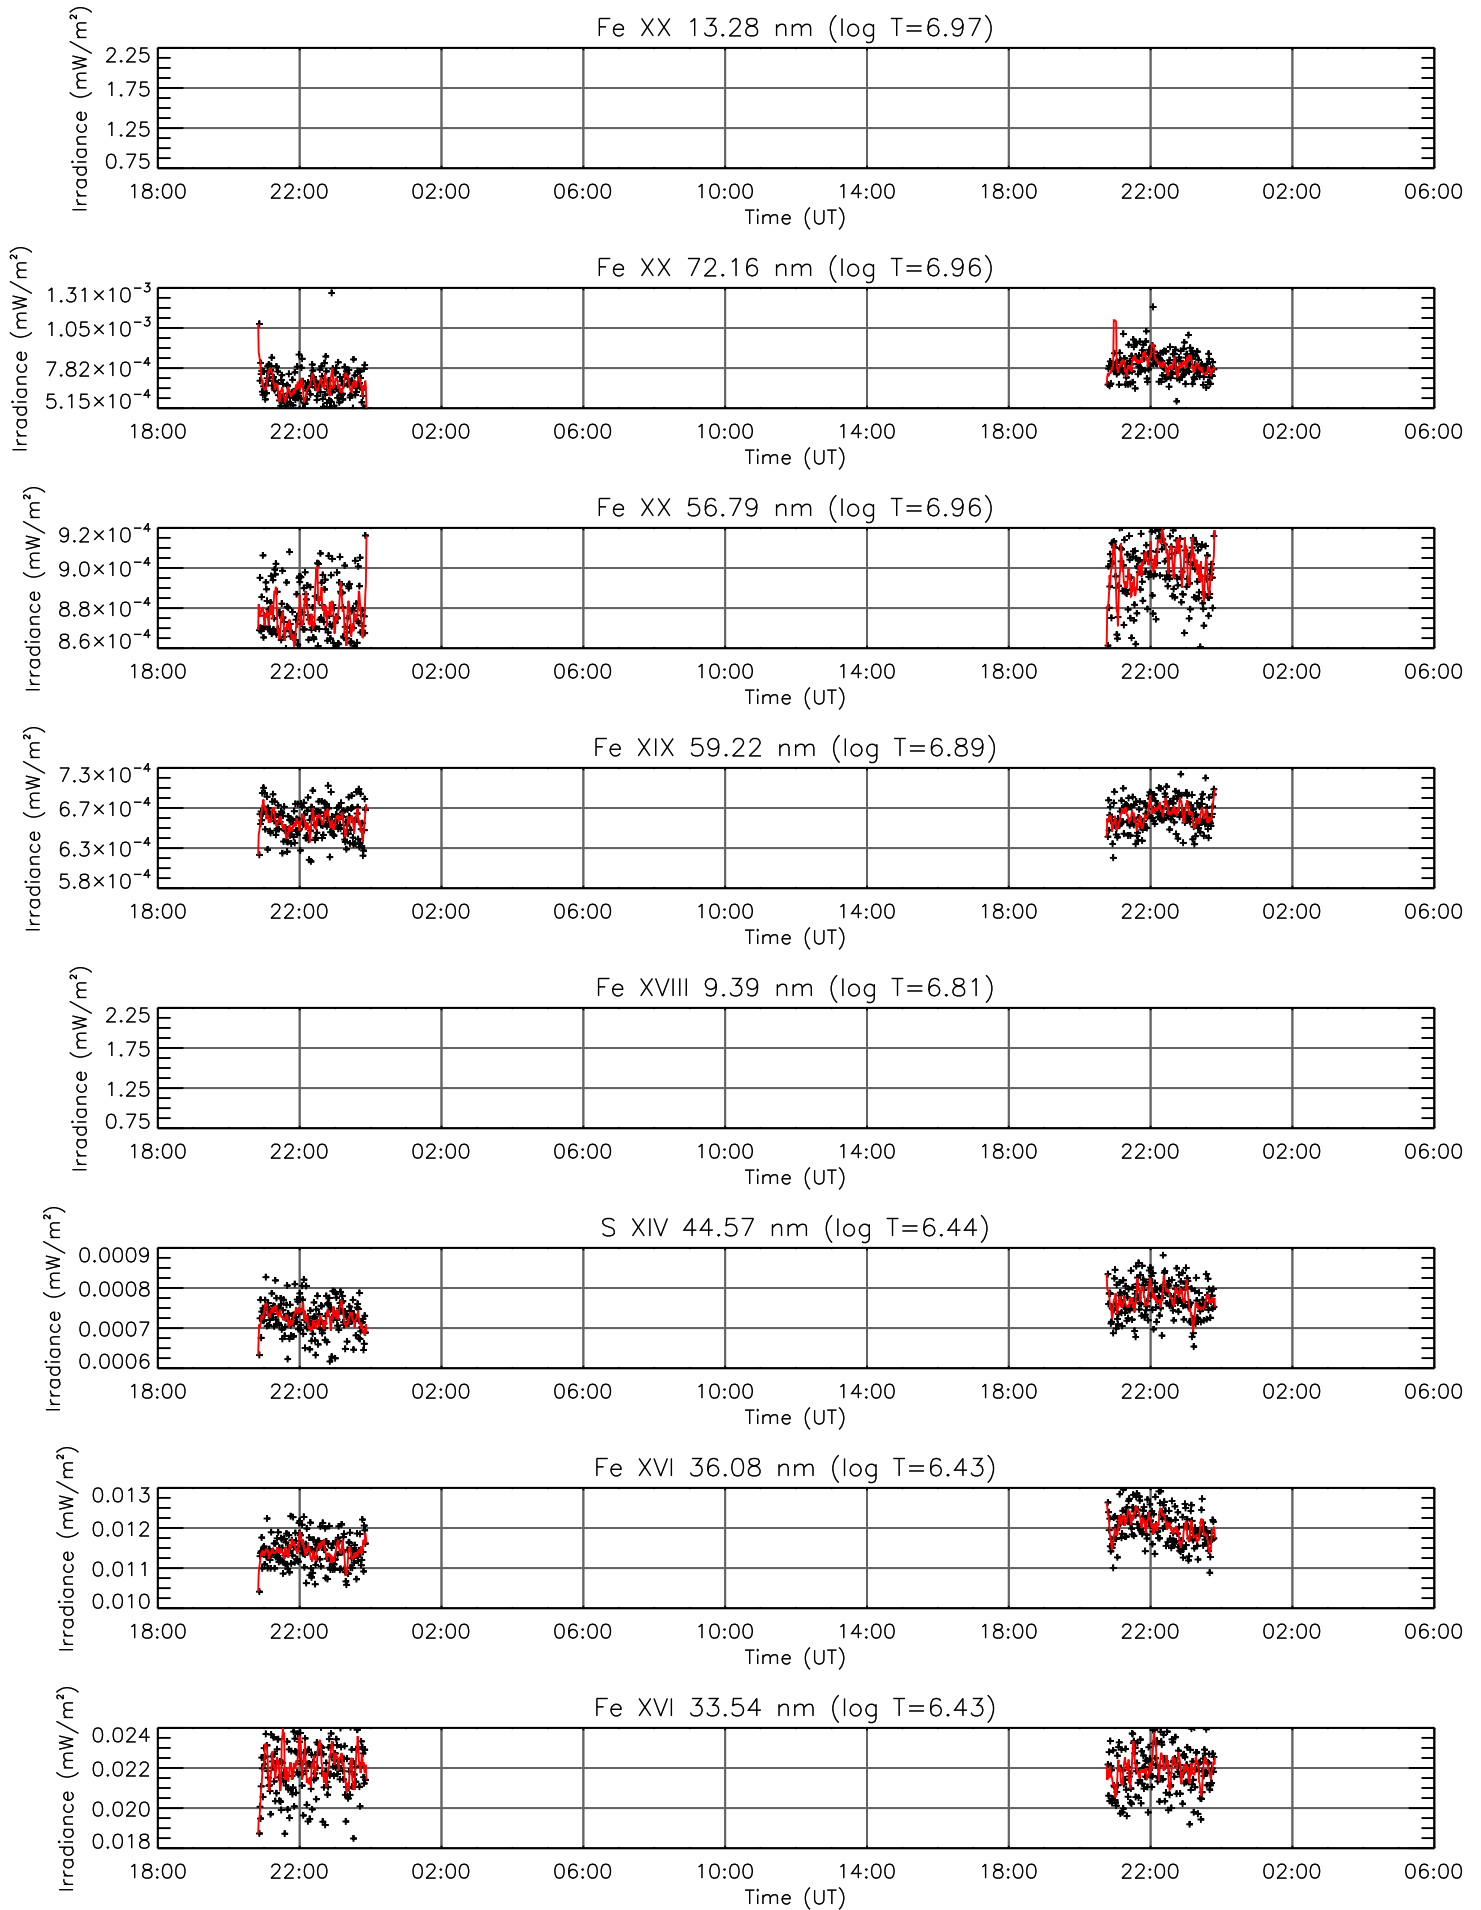 Fe XX 13.28 nm (log T=6.97)
Irradiance (mW/m²)
2.25
1.75
1.25
0.75
18:00 22:00 02:00 06:00 10:00 14:00 18:00 22:00 02:00 06:00
Time (UT)
Fe XX 72.16 nm (log T=6.96)
Irradiance (mW/m²)
1.31×10⁻³
1.05×10⁻³
7.82×10⁻⁴
5.15×10⁻⁴
18:00 22:00 02:00 06:00 10:00 14:00 18:00 22:00 02:00 06:00
Time (UT)
Fe XX 56.79 nm (log T=6.96)
Irradiance (mW/m²)
9.2×10⁻⁴
9.0×10⁻⁴
8.8×10⁻⁴
8.6×10⁻⁴
18:00 22:00 02:00 06:00 10:00 14:00 18:00 22:00 02:00 06:00
Time (UT)
Fe XIX 59.22 nm (log T=6.89)
Irradiance (mW/m²)
7.3×10⁻⁴
6.7×10⁻⁴
6.3×10⁻⁴
5.8×10⁻⁴
18:00 22:00 02:00 06:00 10:00 14:00 18:00 22:00 02:00 06:00
Time (UT)
Fe XVIII 9.39 nm (log T=6.81)
Irradiance (mW/m²)
2.25
1.75
1.25
0.75
18:00 22:00 02:00 06:00 10:00 14:00 18:00 22:00 02:00 06:00
Time (UT)
S XIV 44.57 nm (log T=6.44)
Irradiance (mW/m²)
0.0009
0.0008
0.0007
0.0006
18:00 22:00 02:00 06:00 10:00 14:00 18:00 22:00 02:00 06:00
Time (UT)
Fe XVI 36.08 nm (log T=6.43)
Irradiance (mW/m²)
0.013
0.012
0.011
0.010
18:00 22:00 02:00 06:00 10:00 14:00 18:00 22:00 02:00 06:00
Time (UT)
Fe XVI 33.54 nm (log T=6.43)
Irradiance (mW/m²)
0.024
0.022
0.020
0.018
18:00 22:00 02:00 06:00 10:00 14:00 18:00 22:00 02:00 06:00
Time (UT)